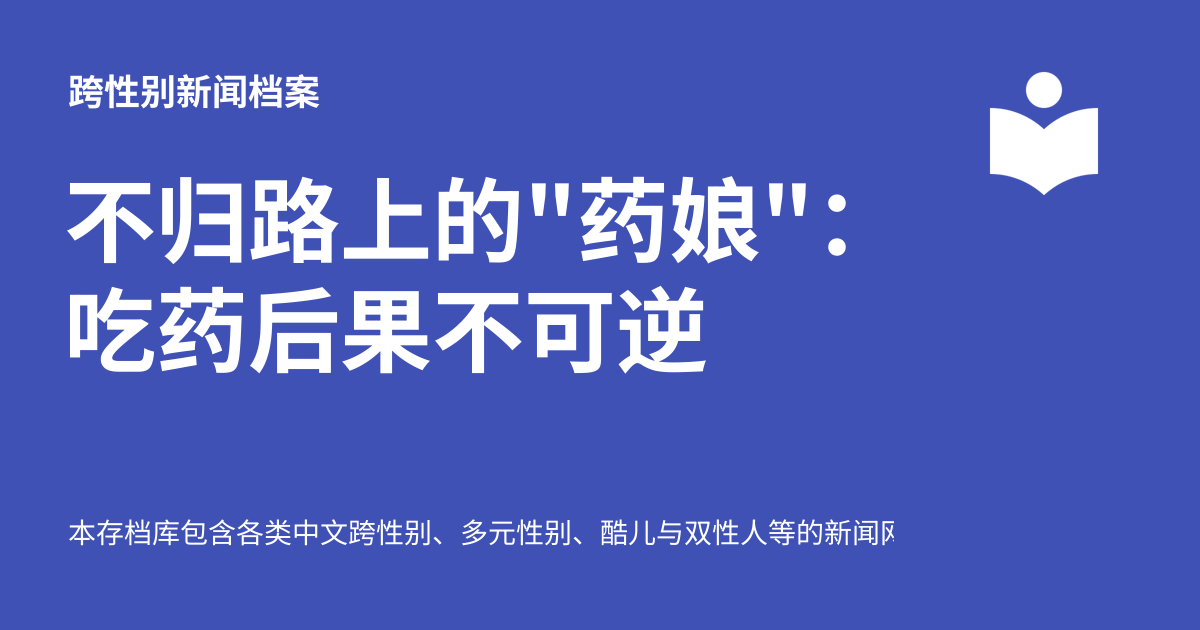 跨性别新闻档案
不归路上的"药娘"：
吃药后果不可逆
本存档库包含各类中文跨性别、多元性别、酷儿与双性人等的新闻